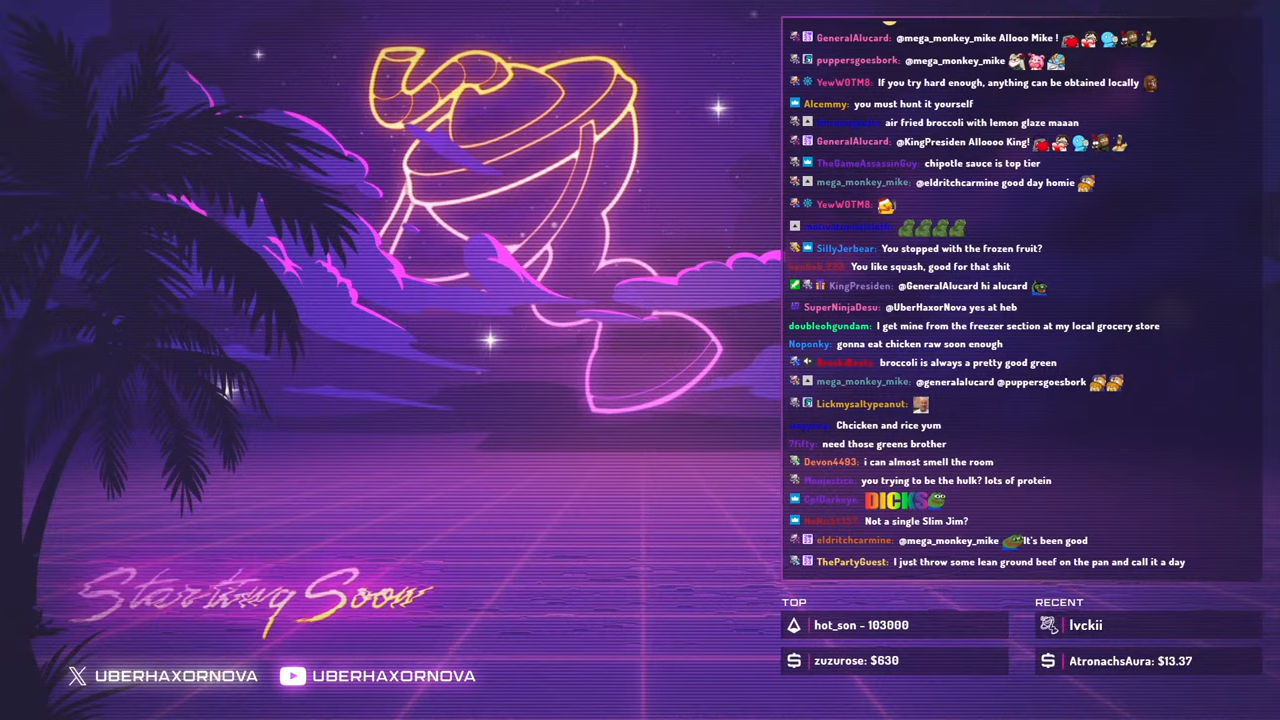 GeneralAlucard: @mega_monkey_mike Allooo Mike !
puppersgoesbork: @mega_monkey_mike
YewW0TM8: If you try hard enough, anything can be obtained locally
Alcemmy: you must hunt it yourself
air fried broccoli with lemon glaze maaan
GeneralAlucard: @KingPresiden Alloooo King!
TheGameAssassinGuy: chipotle sauce is top tier
mega_monkey_mike: @eldritchcarmine good day homie
YewW0TM8:
SillyJerbear: You stopped with the frozen fruit?
You like squash, good for that shit
KingPresiden: @GeneralAlucard hi alucard
SuperNinjaDesu: @UberHaxorNova yes at heb
doubleohgundam: I get mine from the freezer section at my local grocery store
Noponky: gonna eat chicken raw soon enough
broccoli is always a pretty good green
mega_monkey_mike: @generalalucard @puppersgoesbork
Lickmysaltypeanut:
Chcicken and rice yum
7fifty: need those greens brother
Devon4493: i can almost smell the room
you trying to be the hulk? lots of protein
CplDarkeye: DICKS
Not a single Slim Jim?
eldritchcarmine: @mega_monkey_mike It's been good
ThePartyGuest: I just throw some lean ground beef on the pan and call it a day
Starting Soon
TOP
hot_son - 103000
zuzurose: $630
RECENT
lvckii
AtronachsAura: $13.37
UBERHAXORNOVA
UBERHAXORNOVA